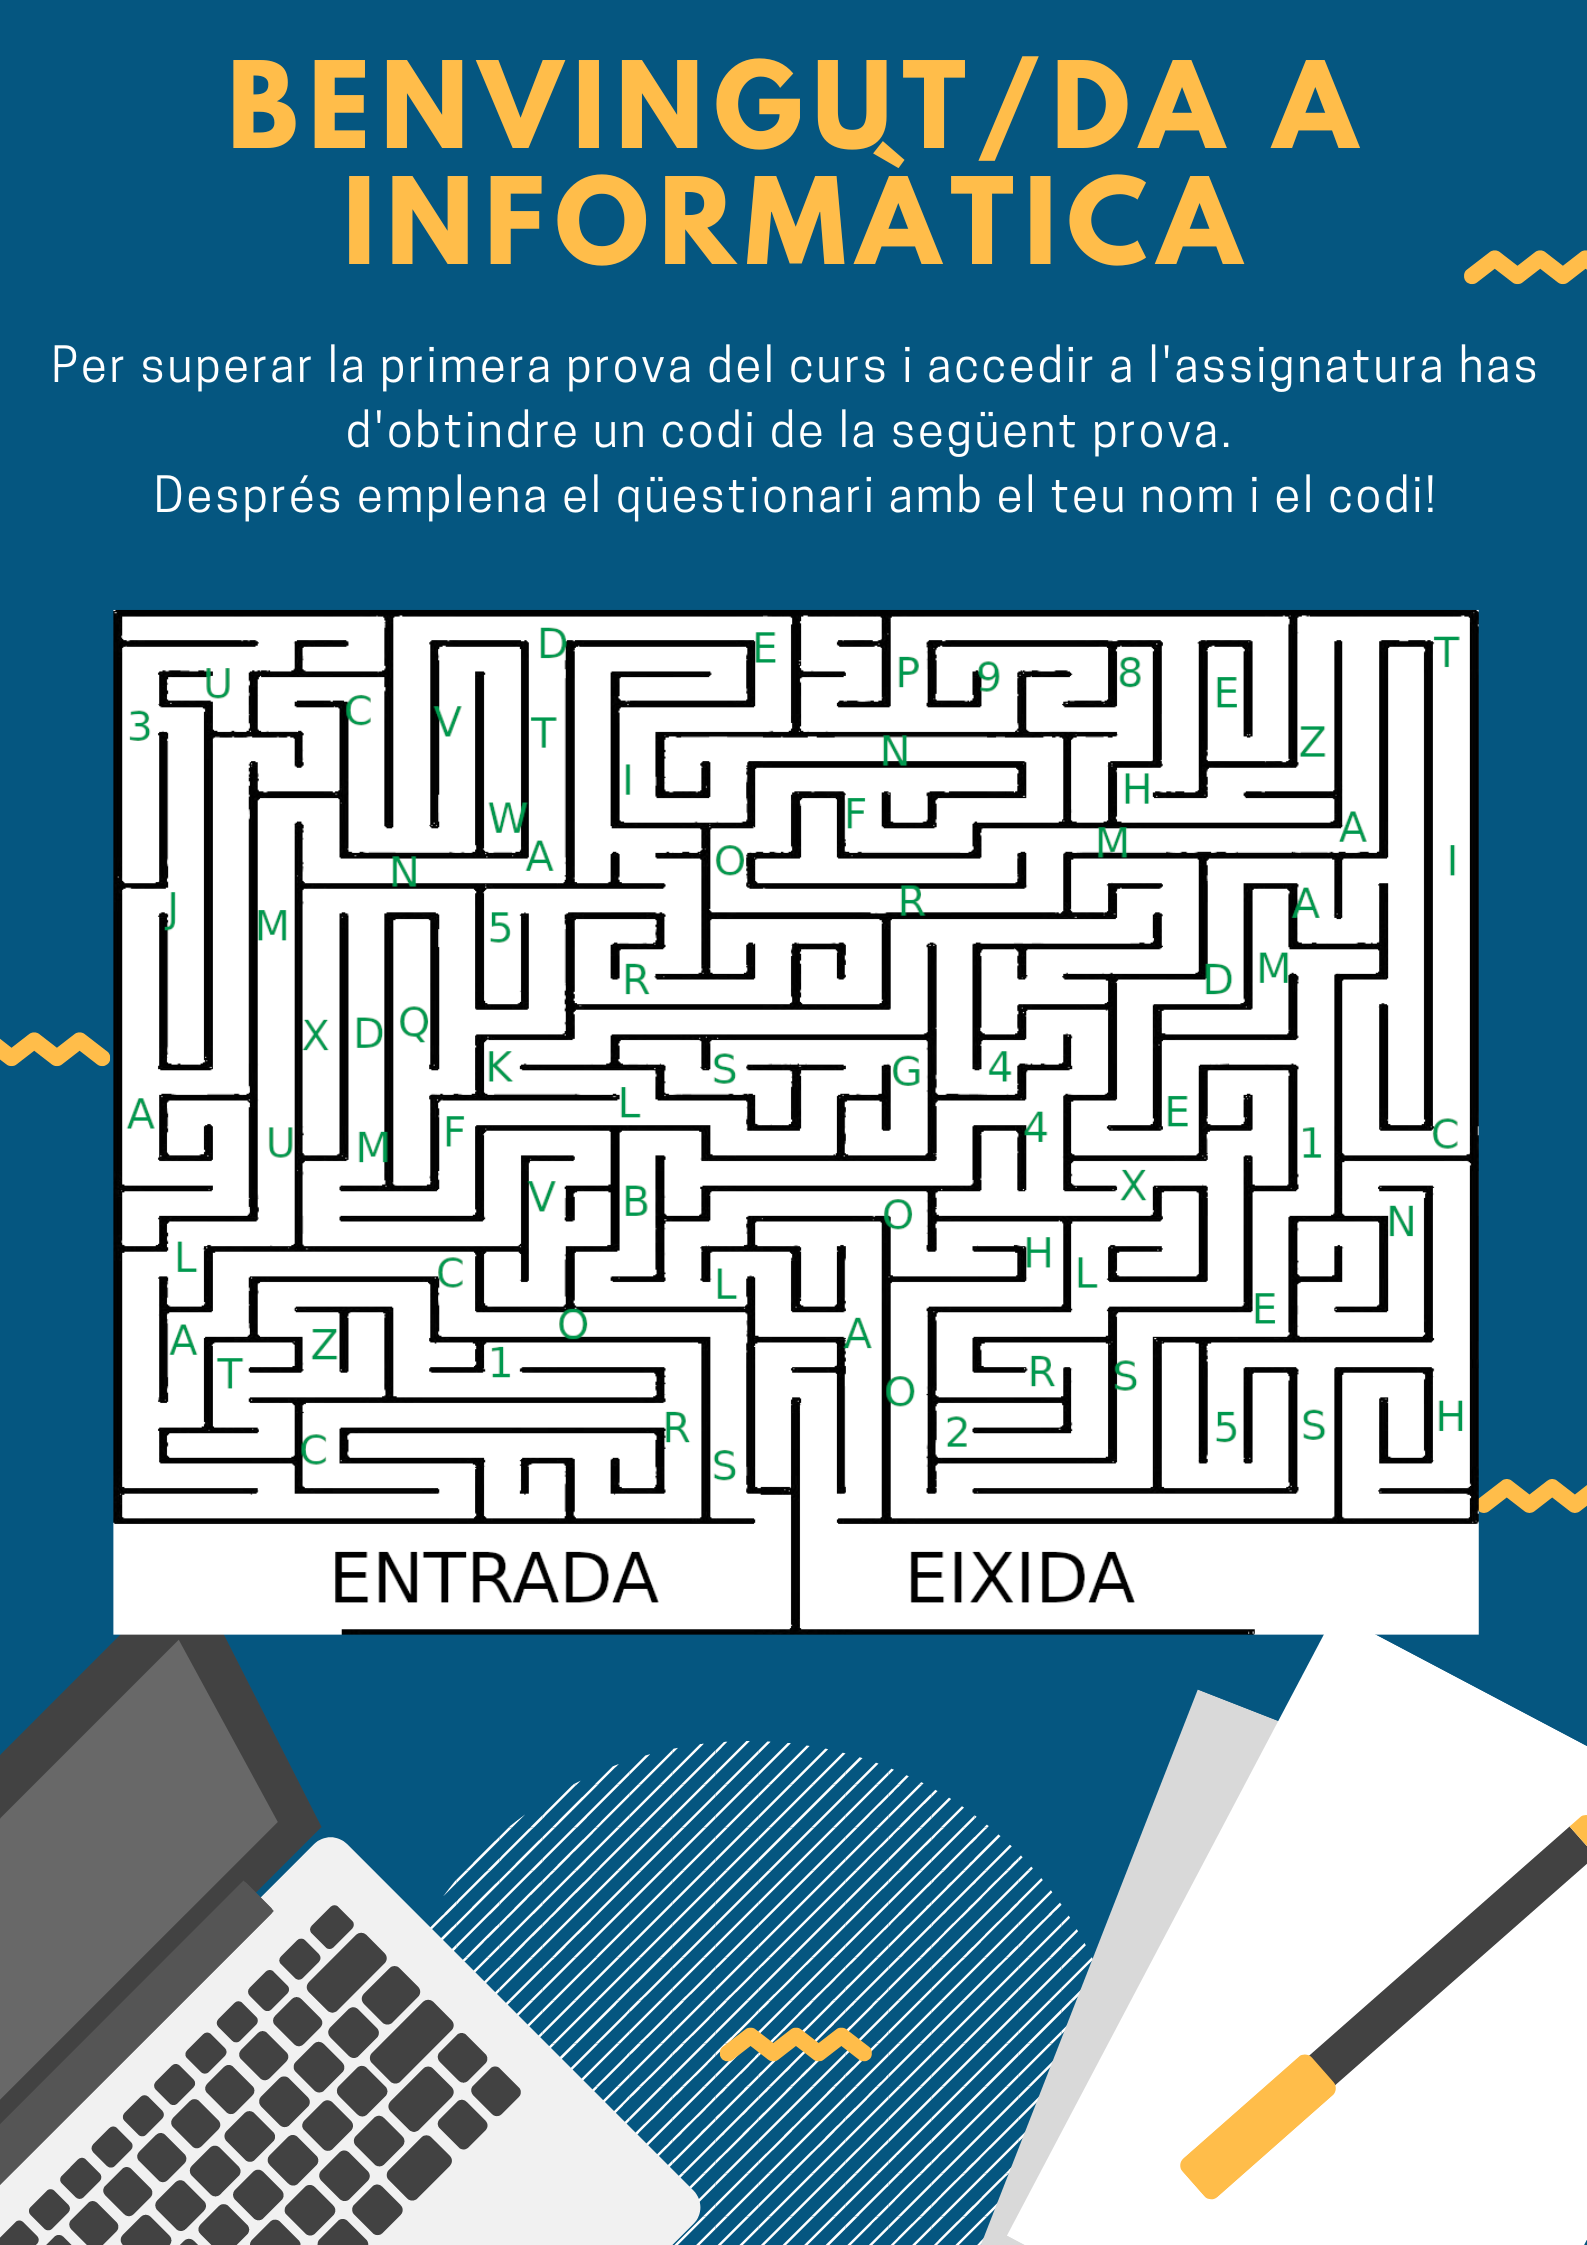 BENVINGUT/DA A
INFORMÀTICA
Per superar la primera prova del curs i accedir a l'assignatura has
d'obtindre un codi de la següent prova.
Després emplena el qüestionari amb el teu nom i el codi!
D E T
U P 9 8 E
3 C V T N Z
I H
W F A
N A O M I
J M 5 R A
R D M
X D Q
K S G 4
A L E
U M F 4 1 C
V B X
O N
L C L H L
A Z O A E
T 1 O R S
C R S 2 5 S H
ENTRADA EIXIDA